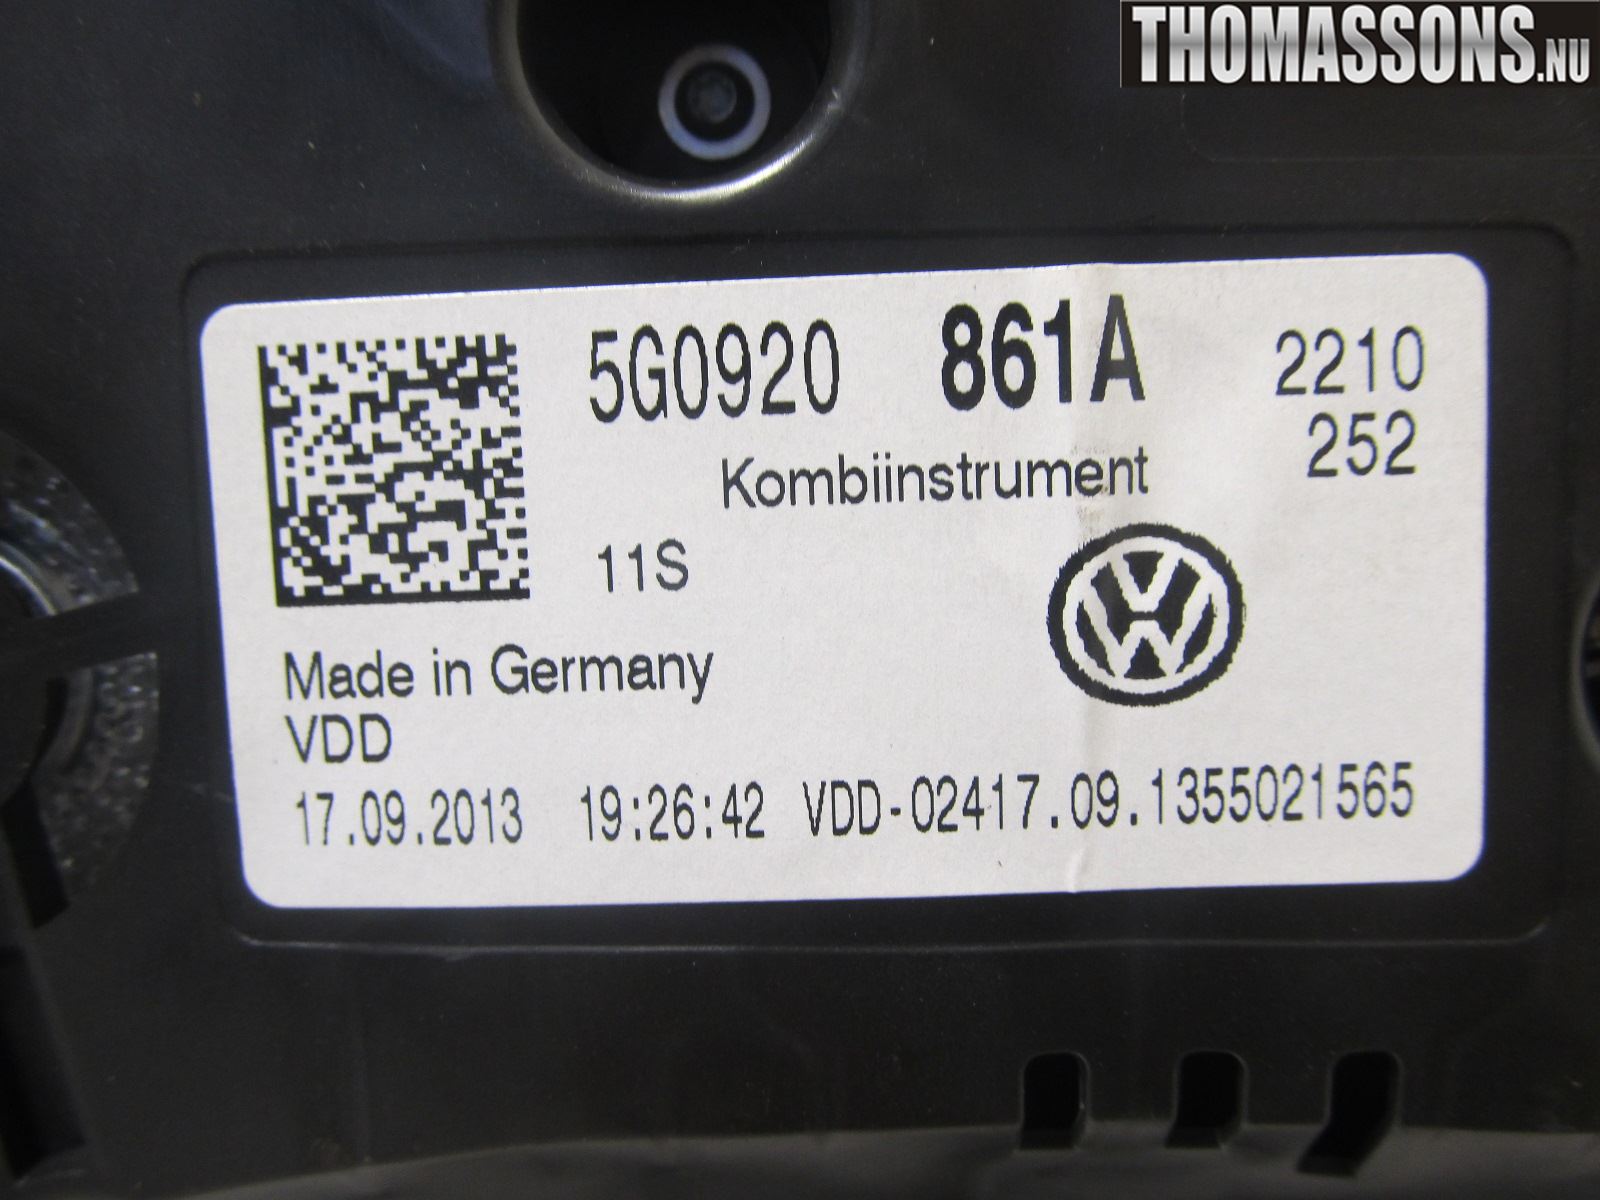 THOMASSONS.NU
5G0920 861A 2210
252
Kombiinstrument
11S
Made in Germany
VDD
17.09.2013 19:26:42 VDD-02417.09.1355021565